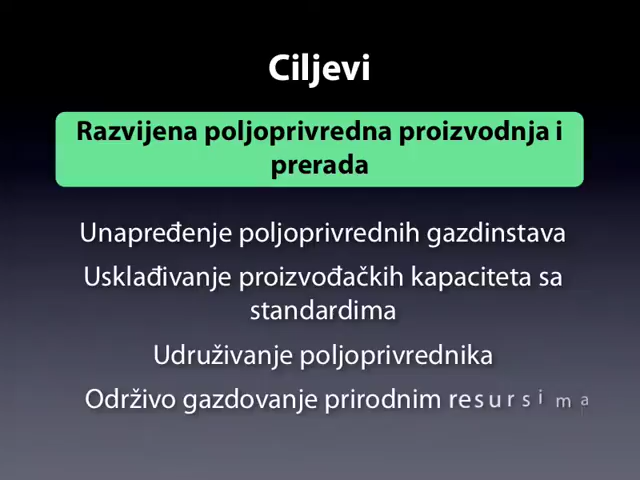 Ciljevi
Razvijena poljoprivredna proizvodnja i
prerada
Unapređenje poljoprivrednih gazdinstava
Usklađivanje proizvođačkih kapaciteta sa
standardima
Udruživanje poljoprivrednika
Održivo gazdovanje prirodnim resursima